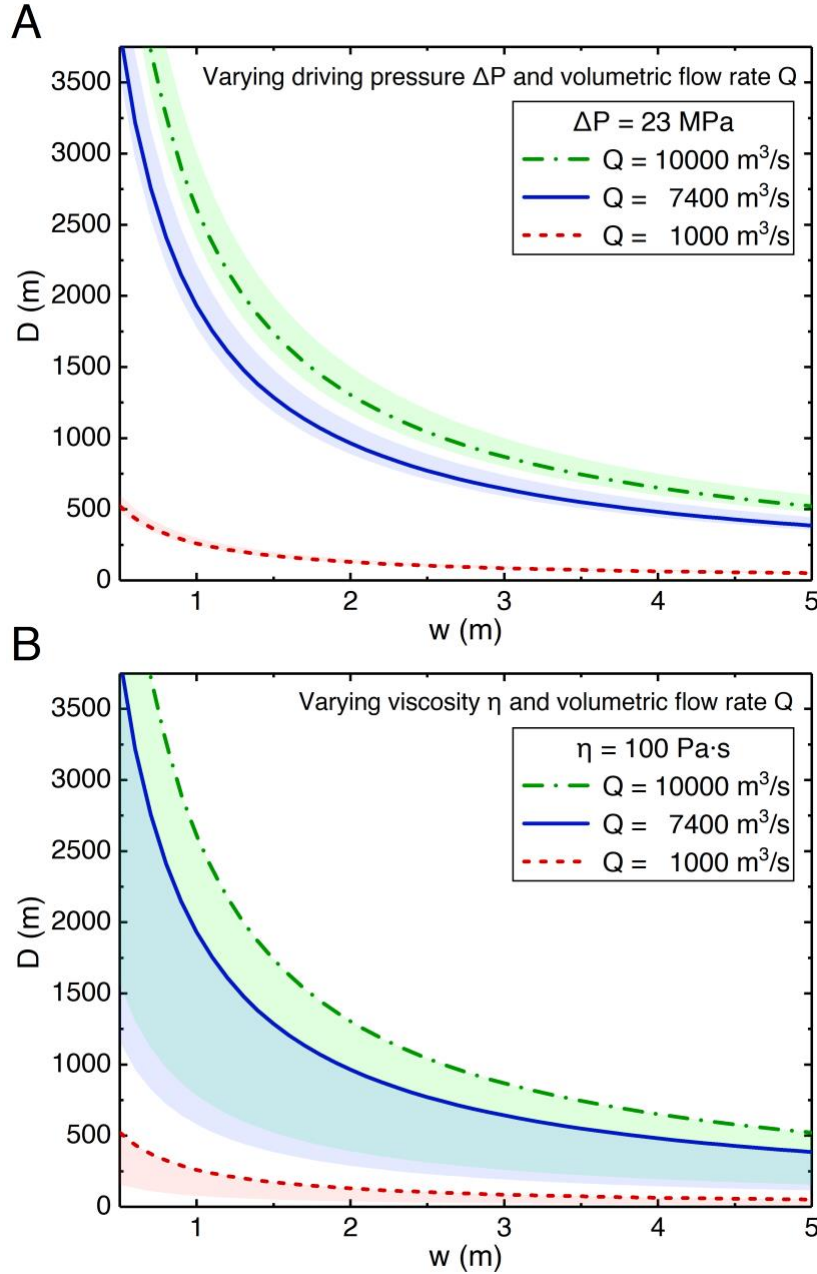 A
Varying driving pressure ΔP and volumetric flow rate Q
ΔP = 23 MPa
Q = 10000 m³/s
Q = 7400 m³/s
Q = 1000 m³/s
3500
3000
2500
2000
1500
1000
500
0
D (m)
1 2 3 4 5
w (m)
B
Varying viscosity η and volumetric flow rate Q
η = 100 Pa·s
Q = 10000 m³/s
Q = 7400 m³/s
Q = 1000 m³/s
3500
3000
2500
2000
1500
1000
500
0
D (m)
1 2 3 4 5
w (m)